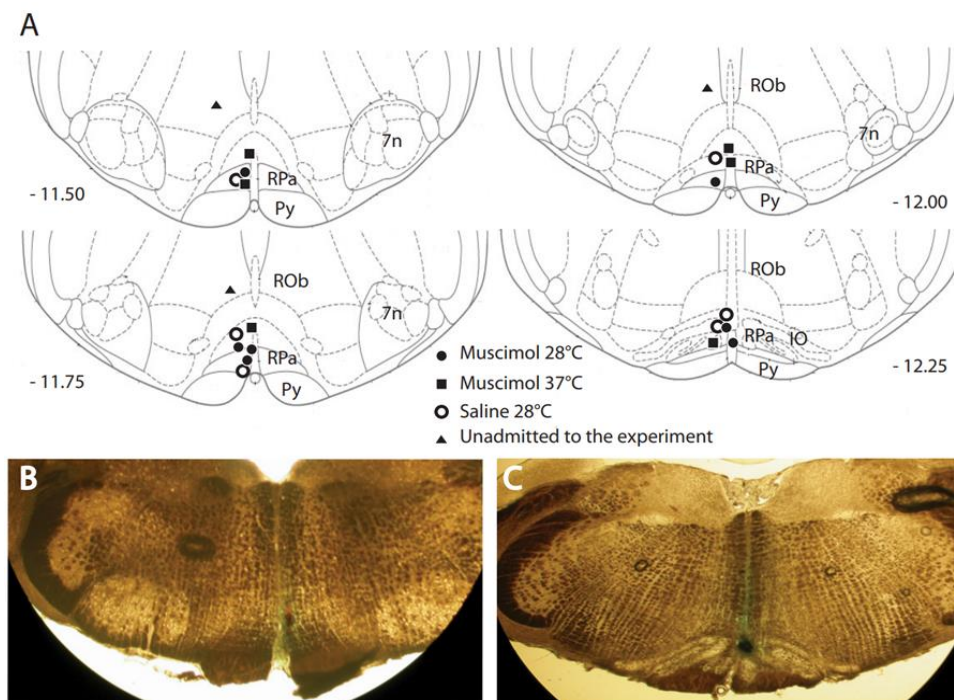 A
7n
RPa
Py
- 11.50
ROb
7n
RPa
Py
- 12.00
ROb
7n
RPa
Py
- 11.75
ROb
RPa
IO
Py
- 12.25
Muscimol 28°C
Muscimol 37°C
Saline 28°C
Unadmitted to the experiment
B
C